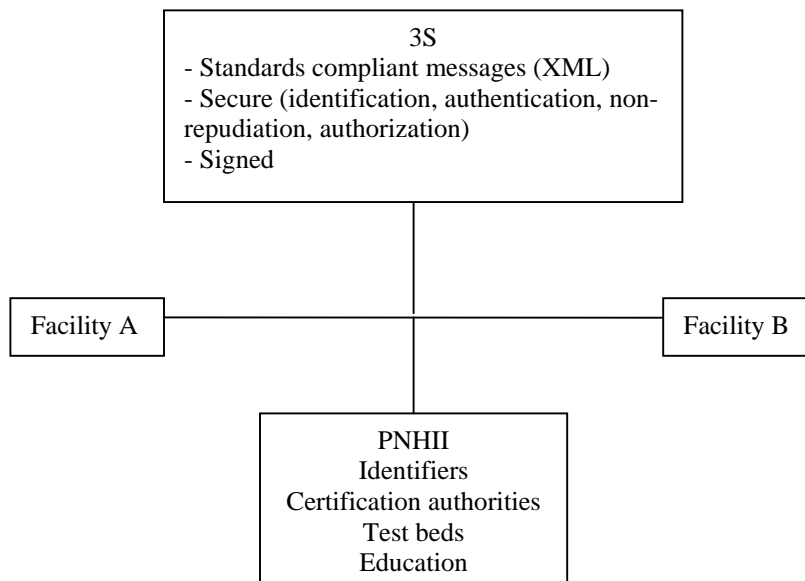 3S
- Standards compliant messages (XML)
- Secure (identification, authentication, non-
repudiation, authorization)
- Signed
Facility A
Facility B
PNHII
Identifiers
Certification authorities
Test beds
Education